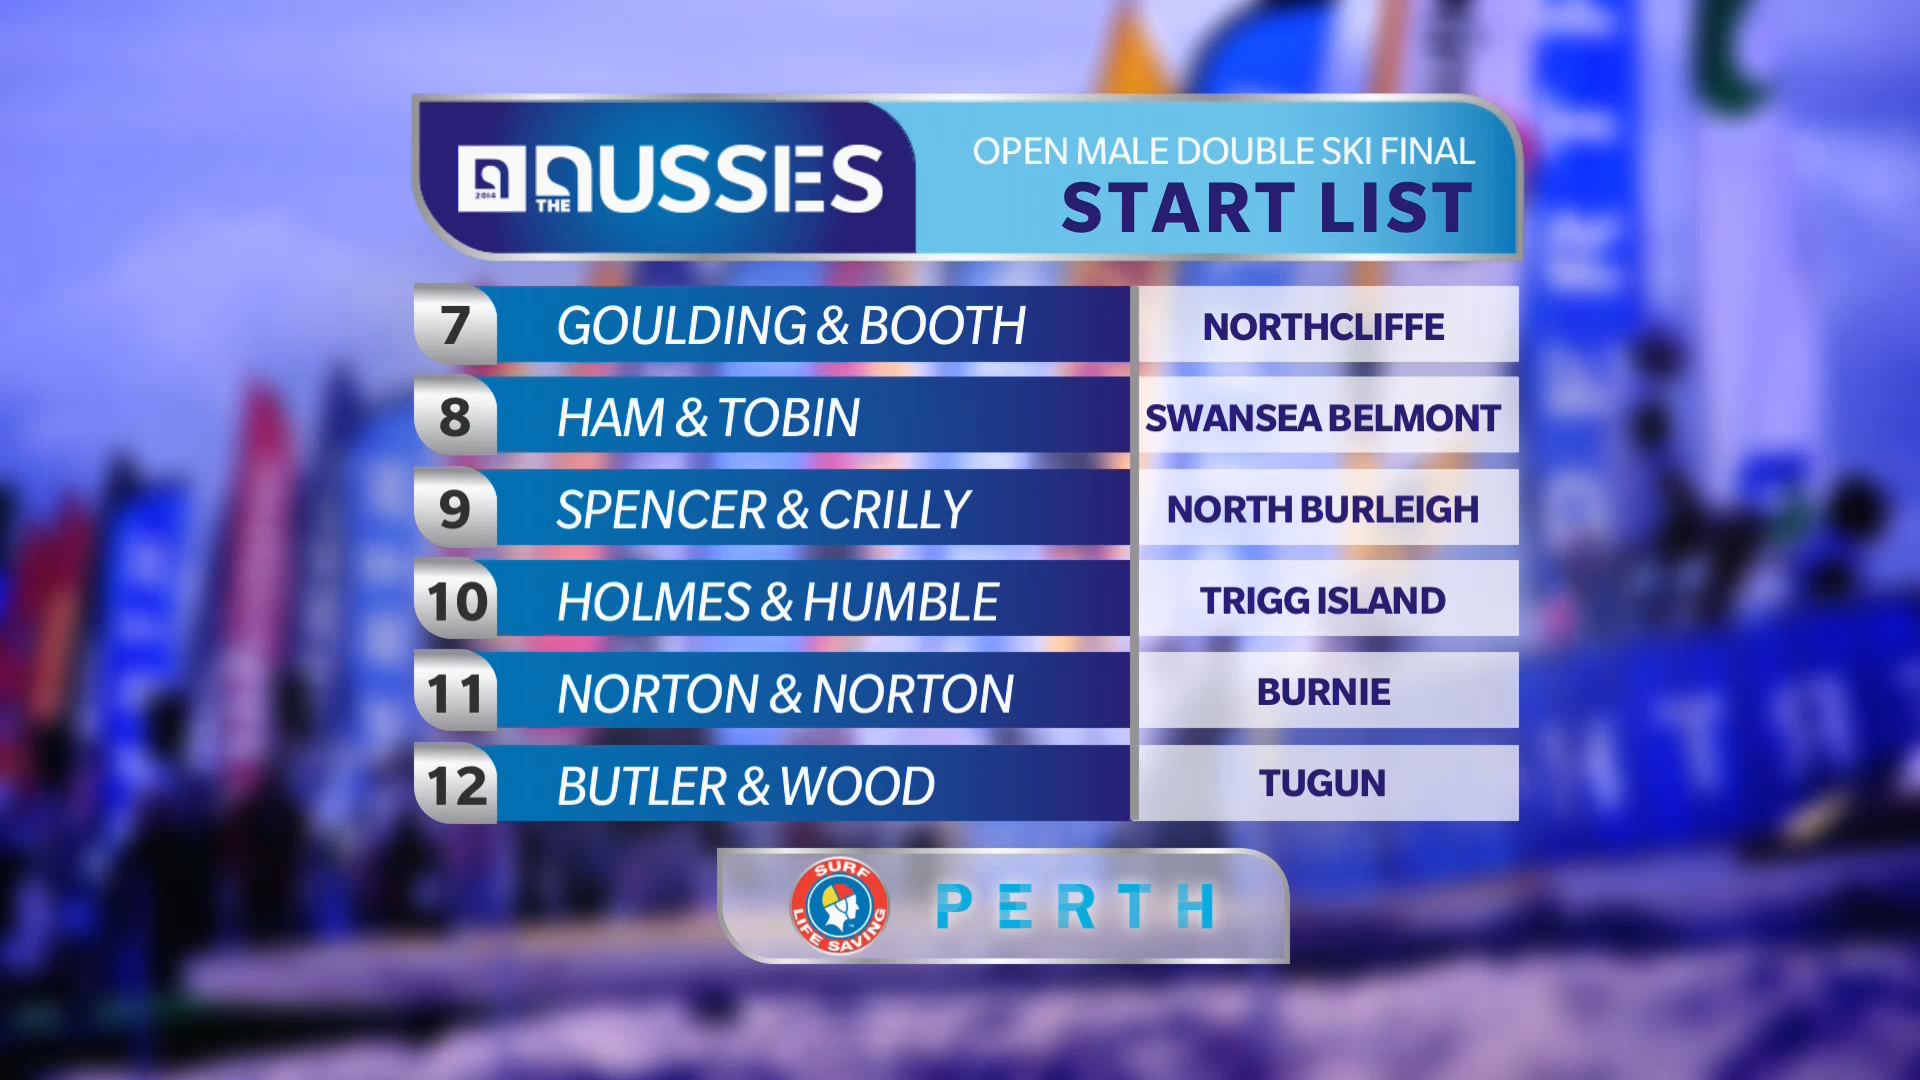 2014
THE AUSSIES
OPEN MALE DOUBLE SKI FINAL
START LIST
7 GOULDING & BOOTH NORTHCLIFFE
8 HAM & TOBIN SWANSEA BELMONT
9 SPENCER & CRILLY NORTH BURLEIGH
10 HOLMES & HUMBLE TRIGG ISLAND
11 NORTON & NORTON BURNIE
12 BUTLER & WOOD TUGUN
SURF LIFE SAVING
PERTH